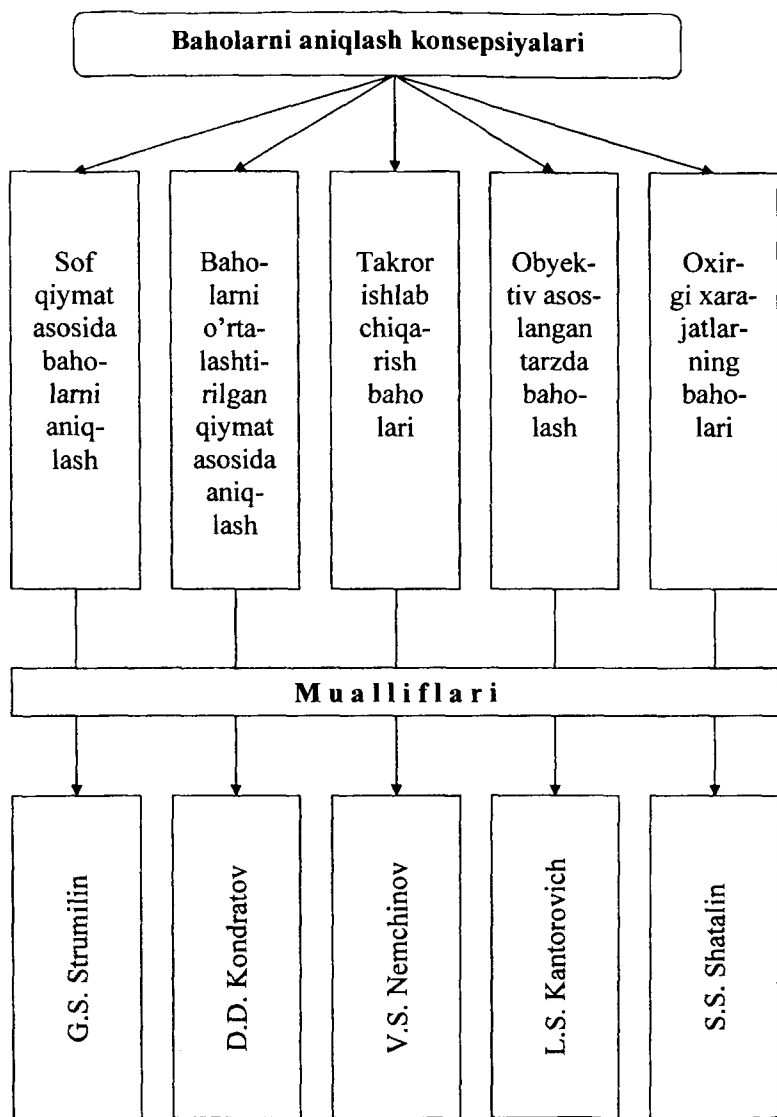 Baholarni aniqlash konsepsiyalari
Sof
qiymat
asosida
baho-
larni
aniq-
lash
Baho-
larni
o'rta-
lashti-
rilgan
qiymat
asosida
aniq-
lash
Takror
ishlab
chiqa-
rish
baho
lari
Obyek-
tiv asos-
langan
tarzda
baho-
lash
Oxir-
gi xara-
jatlar-
ning
baho-
lari
Mualliflari
G.S. Strumilin
D.D. Kondratov
V.S. Nemchinov
L.S. Kantorovich
S.S. Shatalin